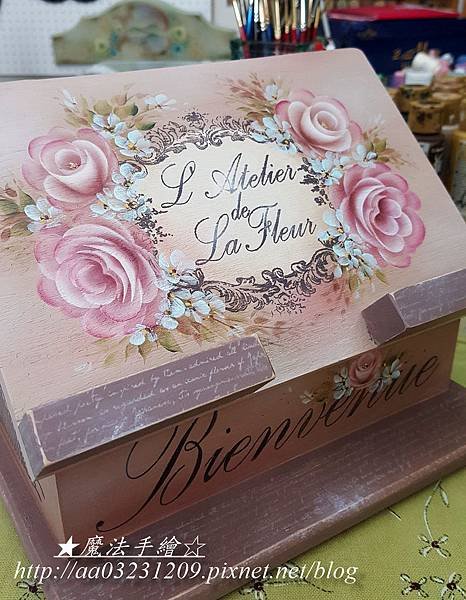 L'Atelier
de
La Fleur
Bienvenue
★魔法手繪☆
http://aa03231209.pixnet.net/blog